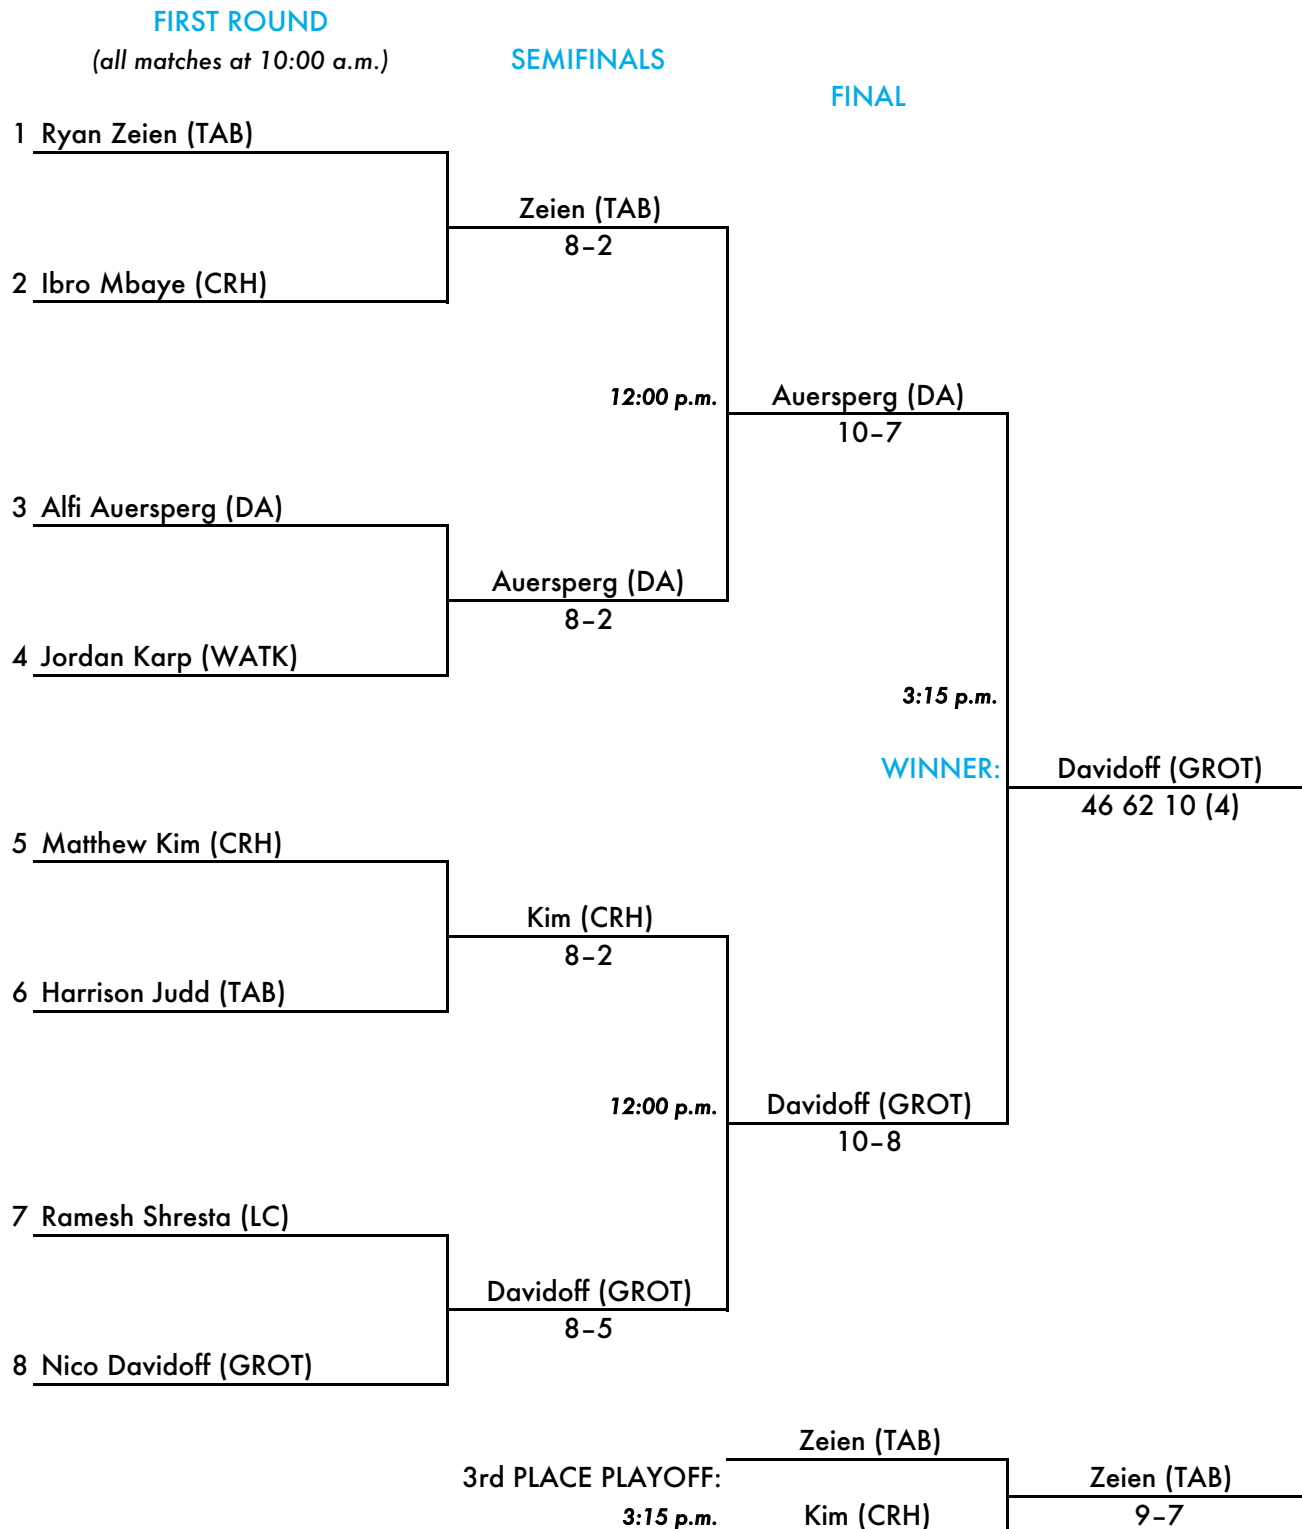 FIRST ROUND
(all matches at 10:00 a.m.)
SEMIFINALS
FINAL
1 Ryan Zeien (TAB)
Zeien (TAB)
8–2
2 Ibro Mbaye (CRH)
12:00 p.m.
Auersperg (DA)
10–7
3 Alfi Auersperg (DA)
Auersperg (DA)
8–2
4 Jordan Karp (WATK)
3:15 p.m.
WINNER:
Davidoff (GROT)
46 62 10 (4)
5 Matthew Kim (CRH)
Kim (CRH)
8–2
6 Harrison Judd (TAB)
12:00 p.m.
Davidoff (GROT)
10–8
7 Ramesh Shresta (LC)
Davidoff (GROT)
8–5
8 Nico Davidoff (GROT)
Zeien (TAB)
3rd PLACE PLAYOFF:
Zeien (TAB)
3:15 p.m.
Kim (CRH)
9–7